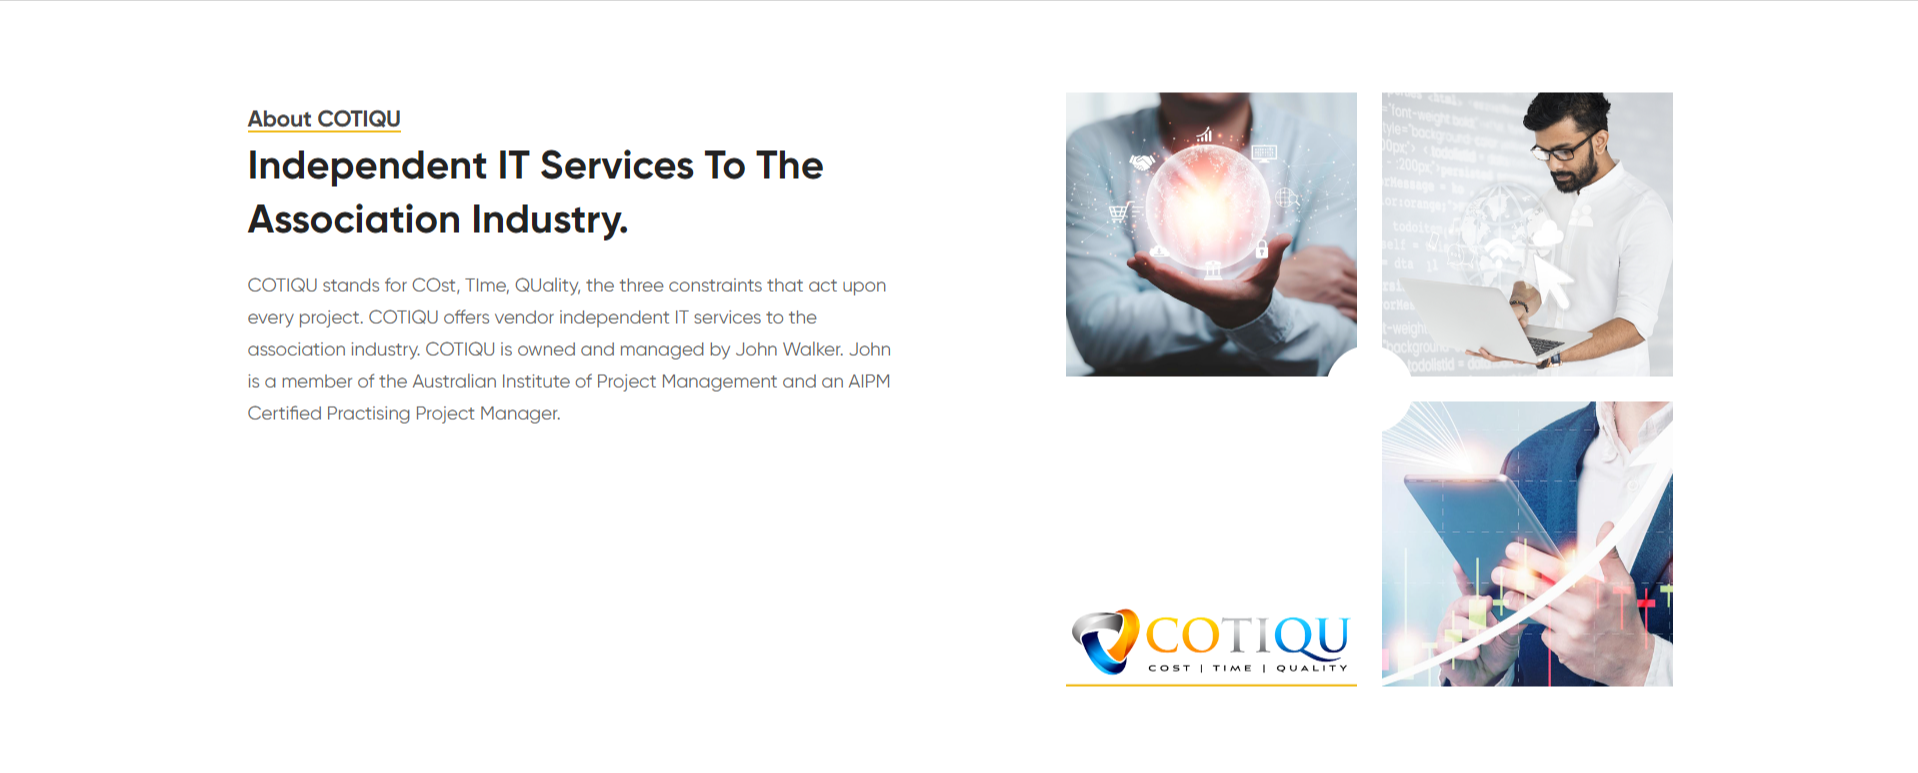 About COTIQU
Independent IT Services To The
Association Industry.
COTIQU stands for COst, TIme, QUality, the three constraints that act upon
every project. COTIQU offers vendor independent IT services to the
association industry. COTIQU is owned and managed by John Walker. John
is a member of the Australian Institute of Project Management and an AIPM
Certified Practising Project Manager.
COTIQU
COST | TIME | QUALITY